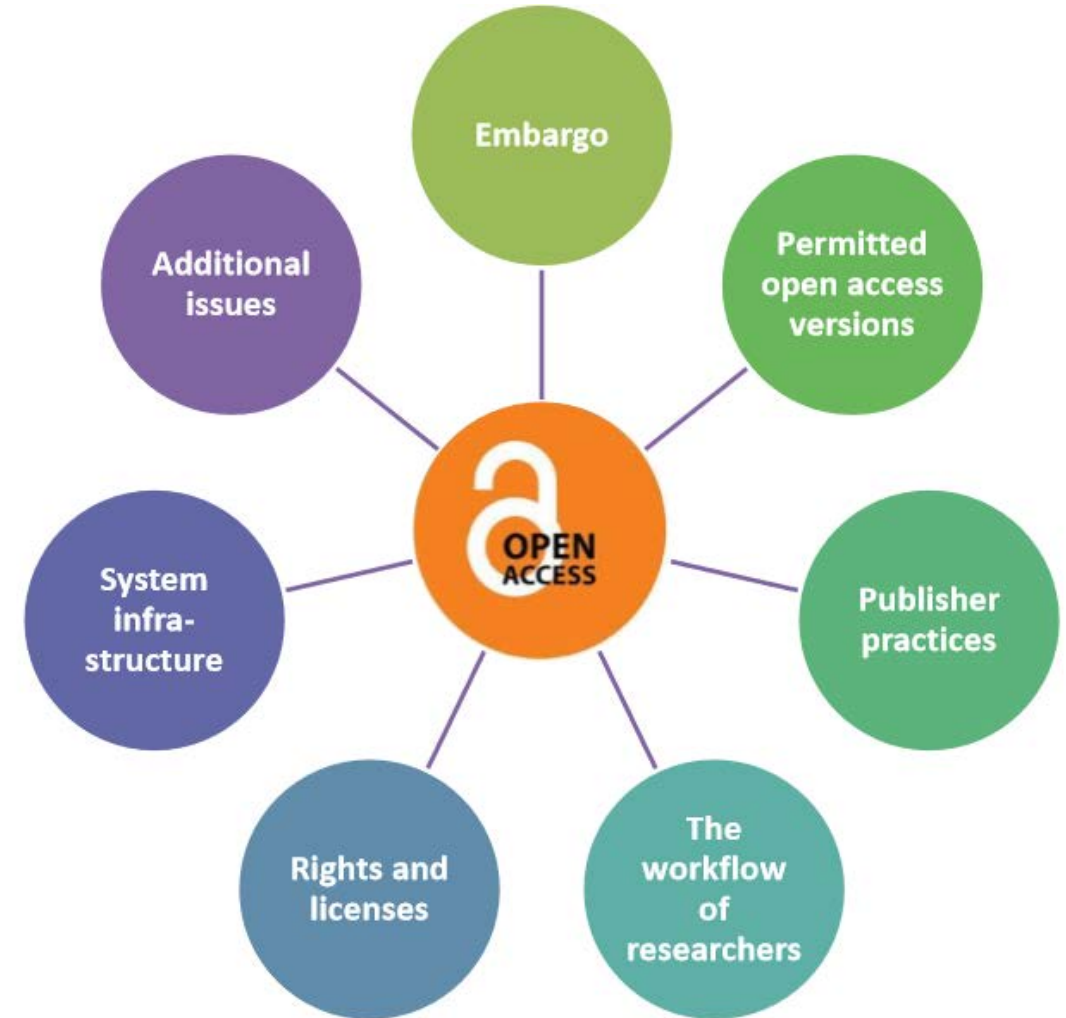 Embargo
Permitted
open access
versions
Additional
issues
OPEN
ACCESS
System
infra-
structure
Publisher
practices
Rights and
licenses
The
workflow
of
researchers